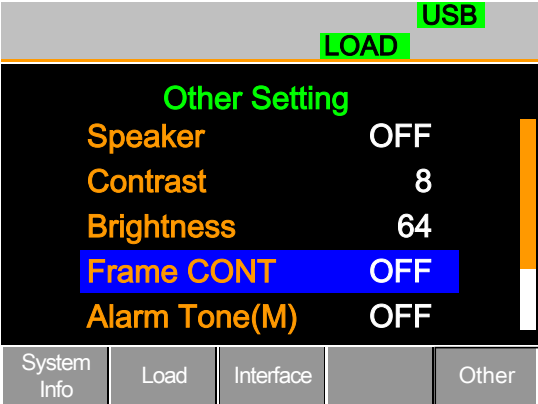 USB
LOAD
Other Setting
Speaker OFF
Contrast 8
Brightness 64
Frame CONT OFF
Alarm Tone(M) OFF
System
Info
Load
Interface
Other